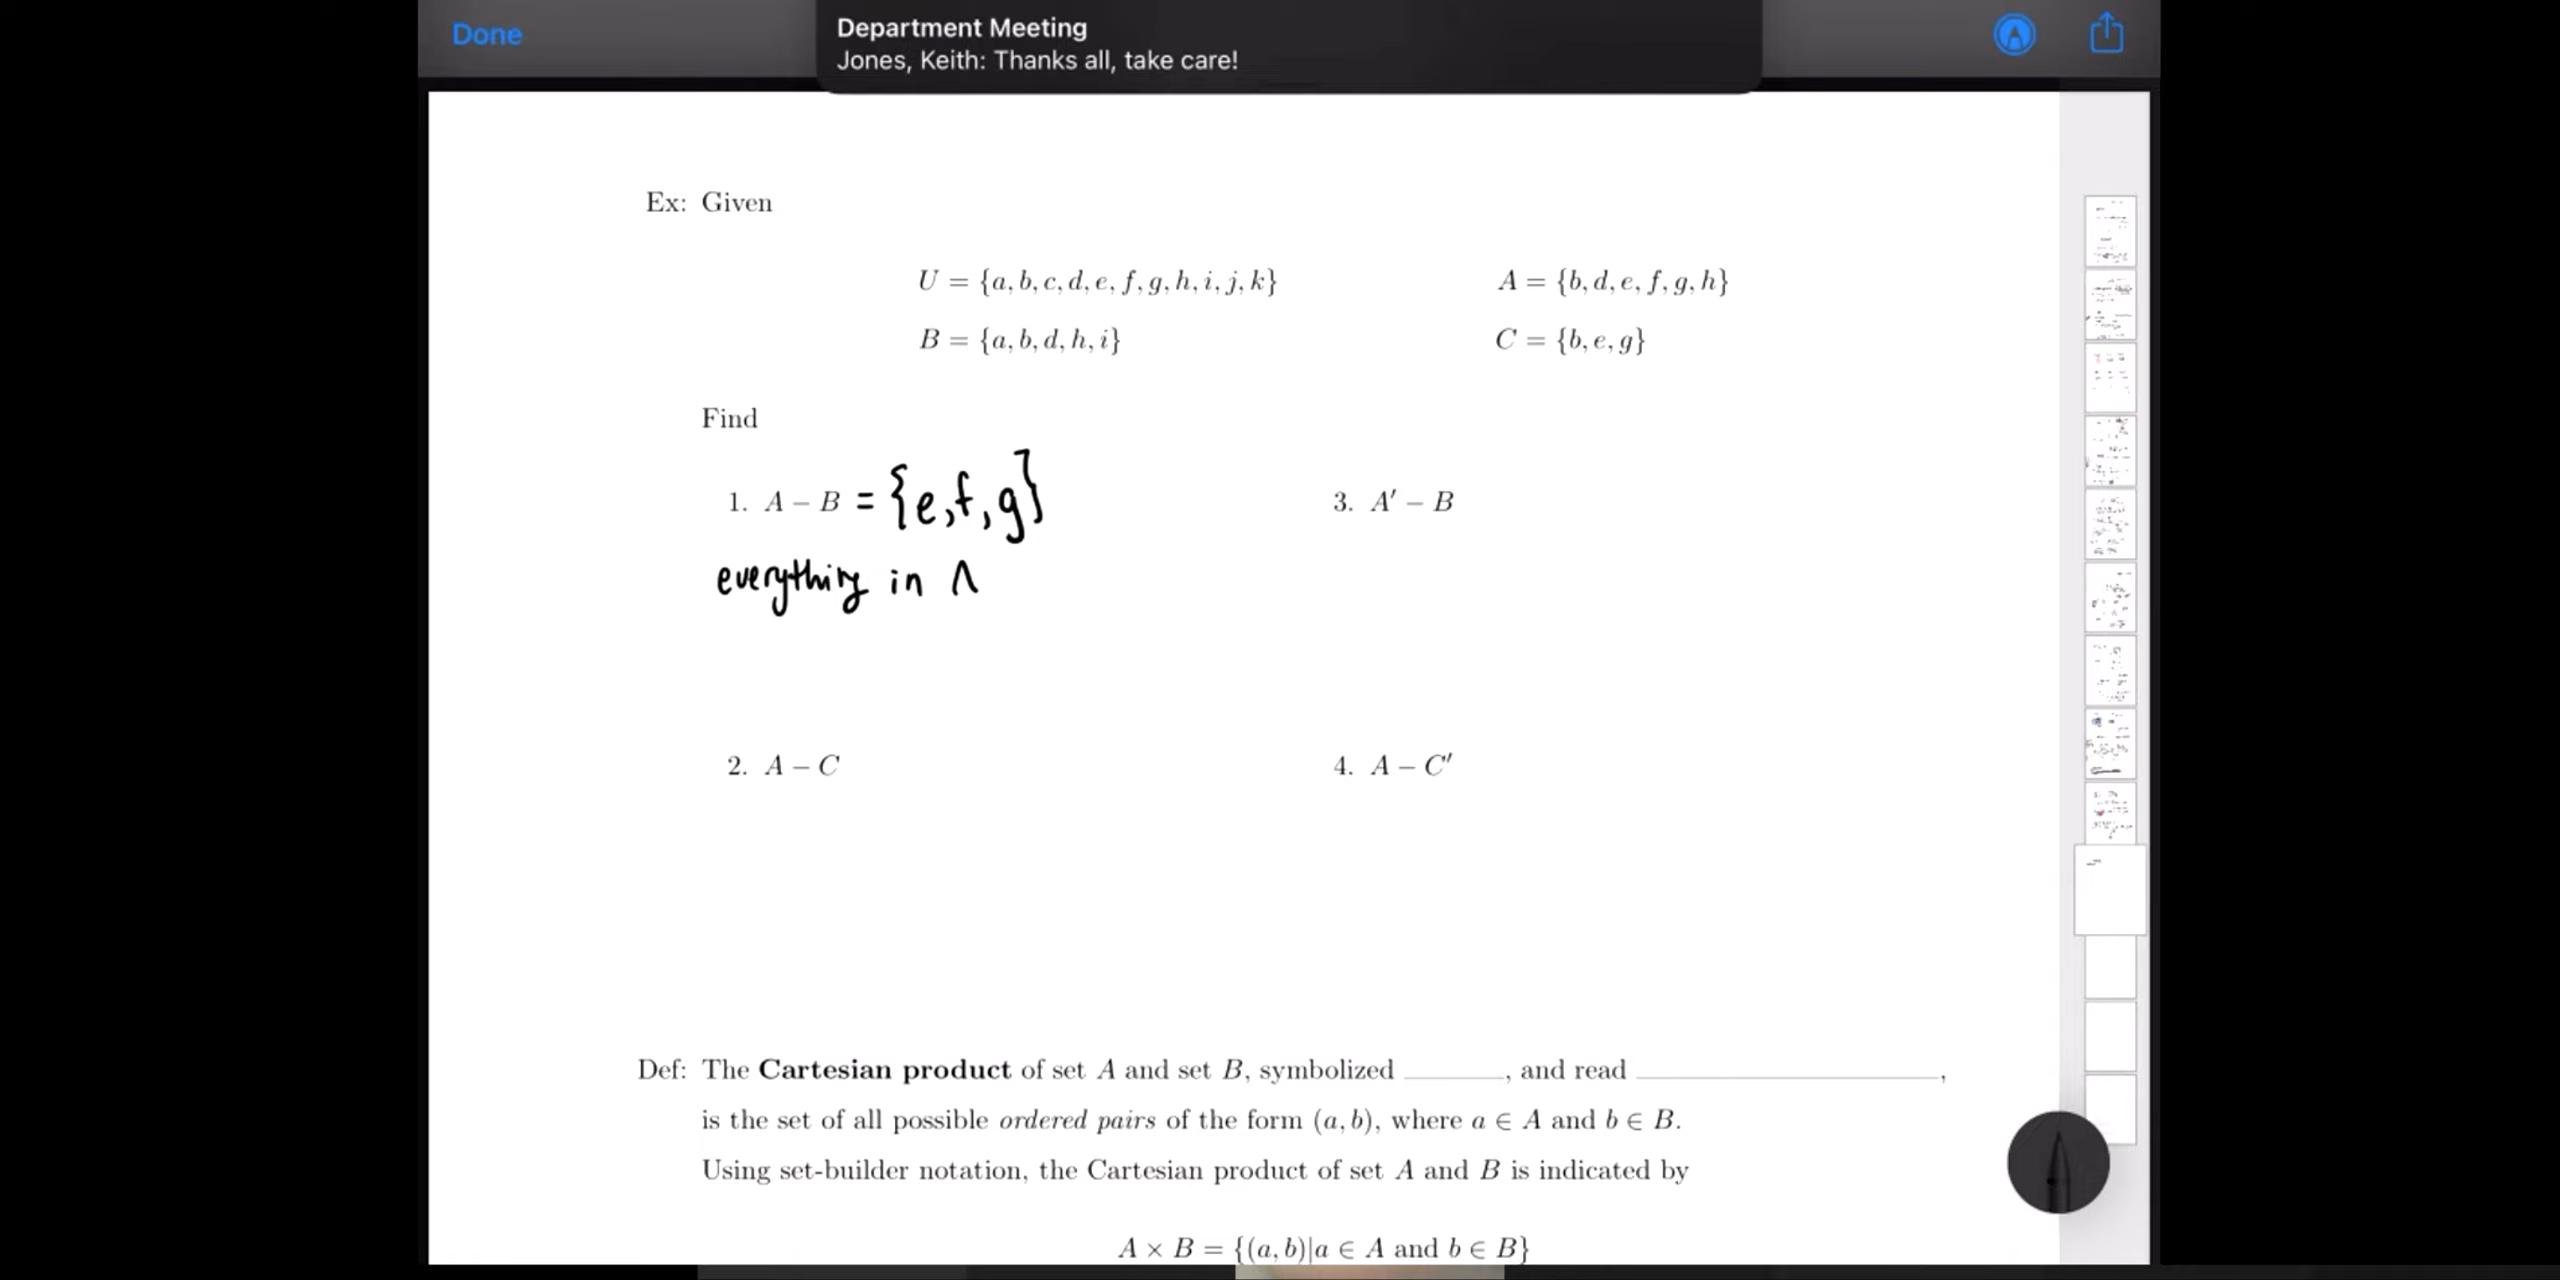 Done
Department Meeting
Jones, Keith: Thanks all, take care!
Ex: Given
U = {a, b, c, d, e, f, g, h, i, j, k}
A = {b, d, e, f, g, h}
B = {a, b, d, h, i}
C = {b, e, g}
Find
1. A − B = {e,f,g}
3. A′ − B
everything in Λ
2. A − C
4. A − C′
Def: The Cartesian product of set A and set B, symbolized ______, and read ______,
is the set of all possible ordered pairs of the form (a, b), where a ∈ A and b ∈ B.
Using set-builder notation, the Cartesian product of set A and B is indicated by
A × B = {(a, b)|a ∈ A and b ∈ B}